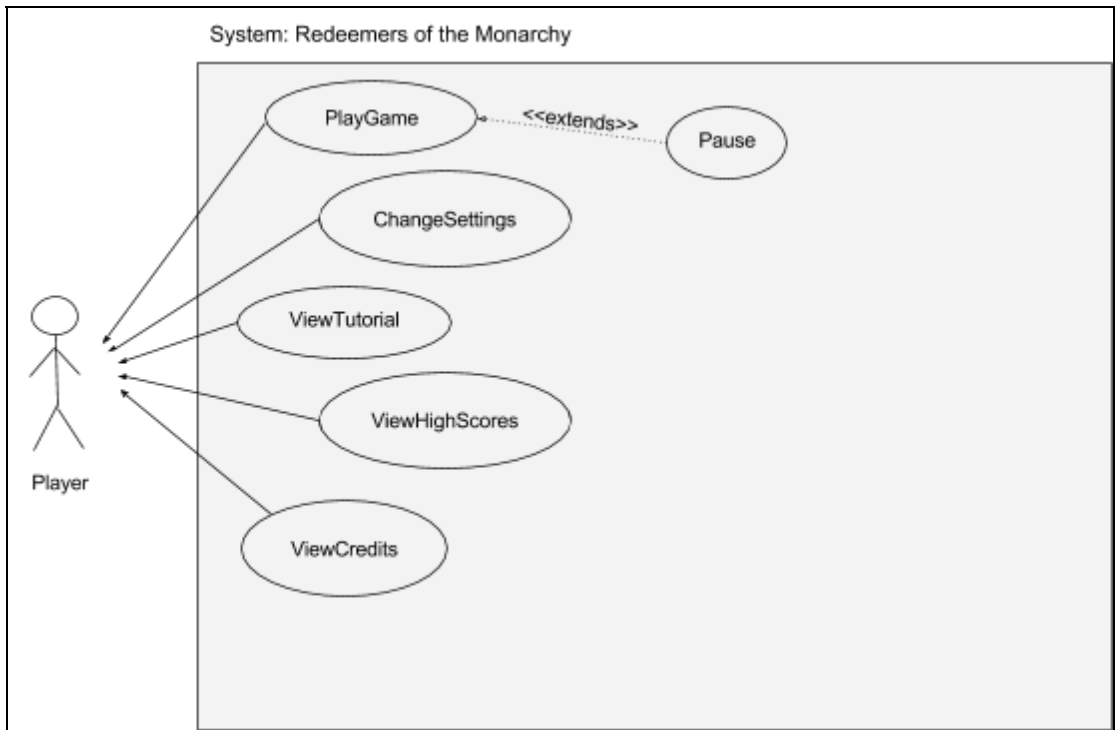 System: Redeemers of the Monarchy
PlayGame
<<extends>>
Pause
ChangeSettings
ViewTutorial
ViewHighScores
Player
ViewCredits